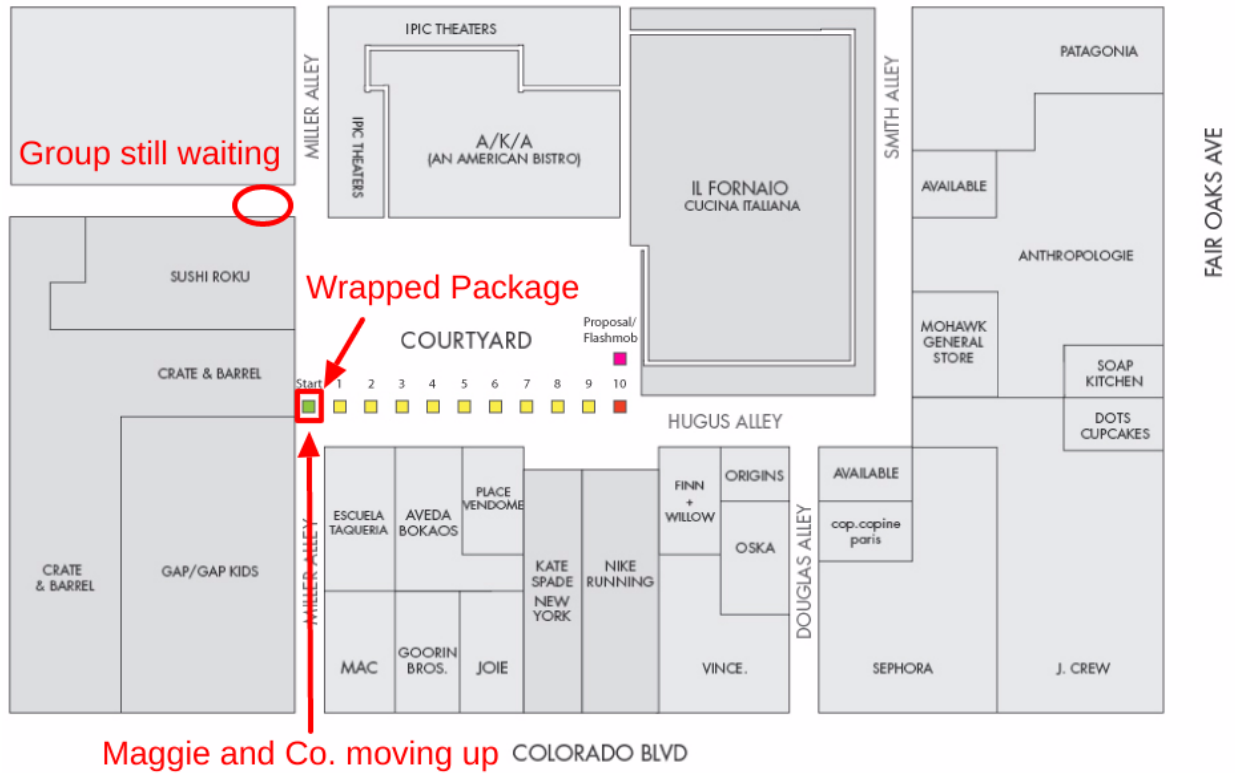 IPIC THEATERS
PATAGONIA
MILLER ALLEY
SMITH ALLEY
Group still waiting
IPIC THEATERS
A/K/A
(AN AMERICAN BISTRO)
IL FORNAIO
CUCINA ITALIANA
AVAILABLE
FAIR OAKS AVE
ANTHROPOLOGIE
SUSHI ROKU
Wrapped Package
COURTYARD
Proposal/
Flashmob
MOHAWK
GENERAL
STORE
SOAP
KITCHEN
CRATE & BARREL
Start 1 2 3 4 5 6 7 8 9 10
HUGUS ALLEY
DOTS
CUPCAKES
ESCUELA
TAQUERIA
AVEDA
BOKAOS
PLACE
VENDOME
FINN
+
WILLOW
ORIGINS
AVAILABLE
cop.copine
paris
OSKA
MILLER ALLEY
DOUGLAS ALLEY
CRATE
& BARREL
GAP/GAP KIDS
KATE
SPADE
NEW
YORK
NIKE
RUNNING
MAC
GOORIN
BROS.
JOIE
VINCE.
SEPHORA
J. CREW
Maggie and Co. moving up
COLORADO BLVD